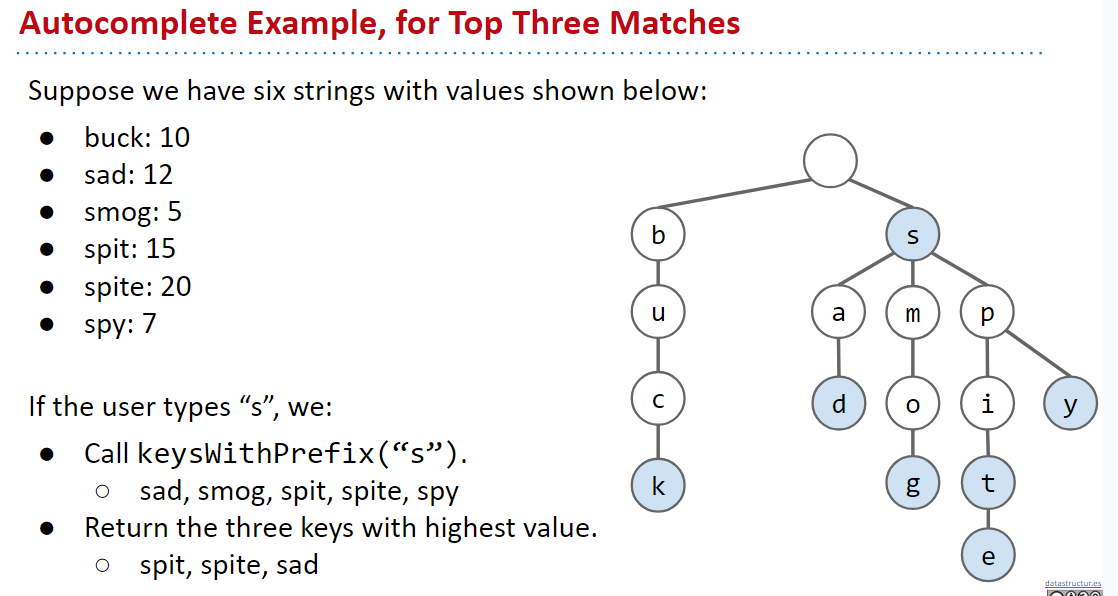 Autocomplete Example, for Top Three Matches
Suppose we have six strings with values shown below:
● buck: 10
● sad: 12
● smog: 5
● spit: 15
● spite: 20
● spy: 7
If the user types “s”, we:
● Call keysWithPrefix(“s”).
○ sad, smog, spit, spite, spy
● Return the three keys with highest value.
○ spit, spite, sad
b s
u a m p
c d o i y
k g t
e
datastructur.es